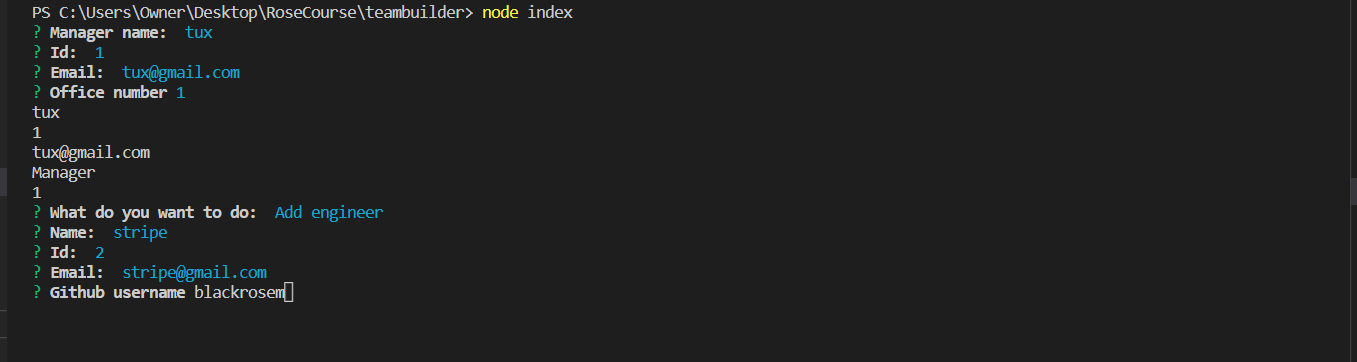 PS C:\Users\Owner\Desktop\RoseCourse\teambuilder> node index
? Manager name:  tux
? Id:  1
? Email:  tux@gmail.com
? Office number 1
tux
1
tux@gmail.com
Manager
1
? What do you want to do:  Add engineer
? Name:  stripe
? Id:  2
? Email:  stripe@gmail.com
? Github username blackrosem